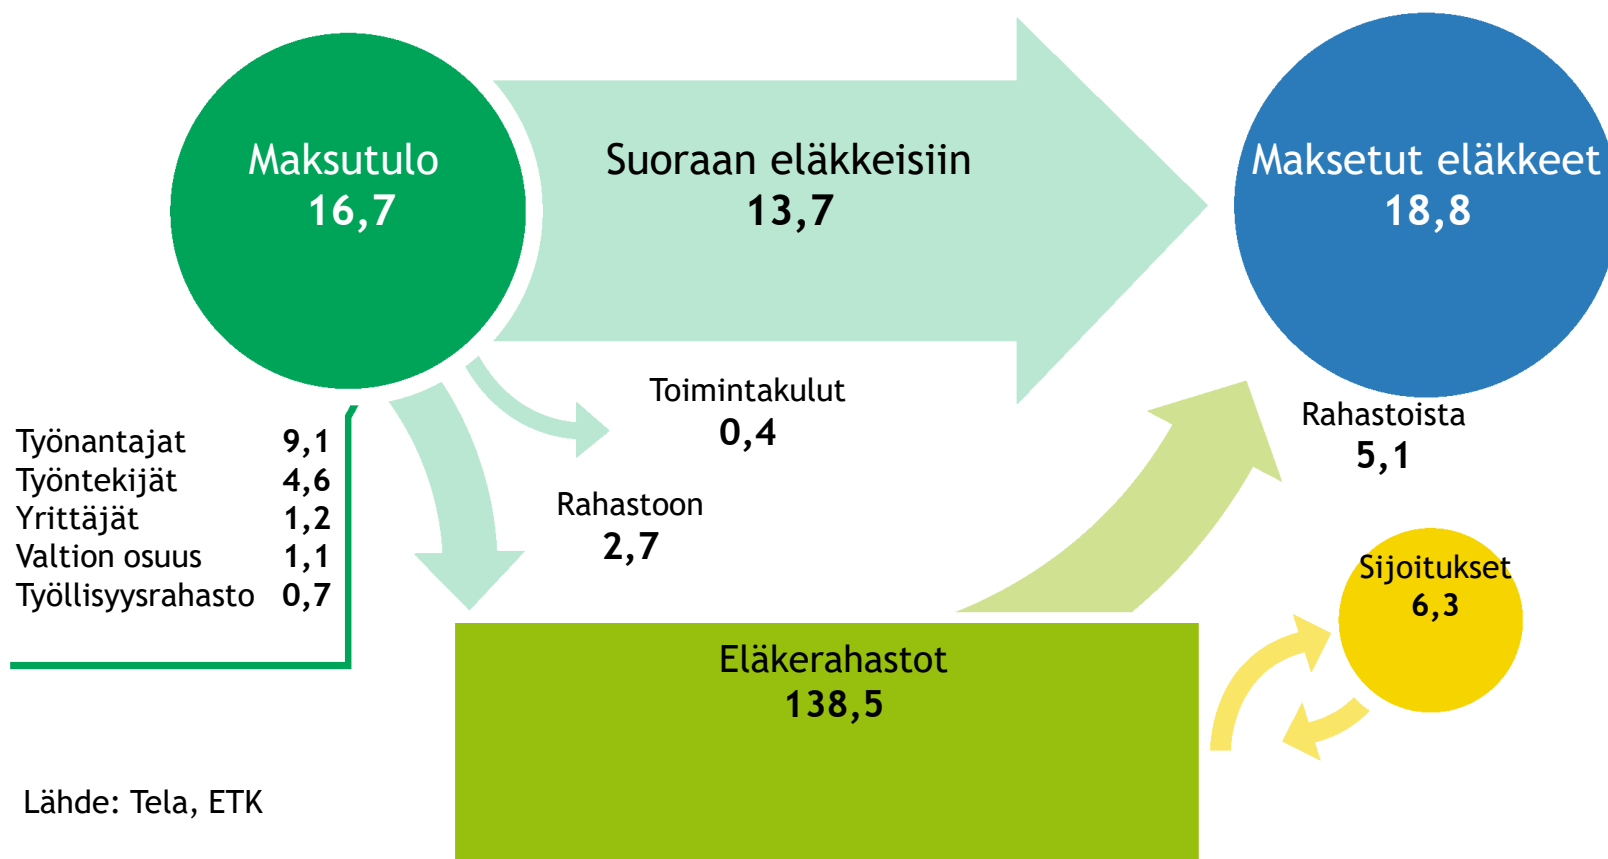 Maksutulo
16,7
Suoraan eläkkeisiin
13,7
Maksetut eläkkeet
18,8
Toimintakulut
0,4
Rahastoista
5,1
Työnantajat 9,1
Työntekijät 4,6
Yrittäjät 1,2
Valtion osuus 1,1
Työllisyysrahasto 0,7
Rahastoon
2,7
Sijoitukset
6,3
Eläkerahastot
138,5
Lähde: Tela, ETK